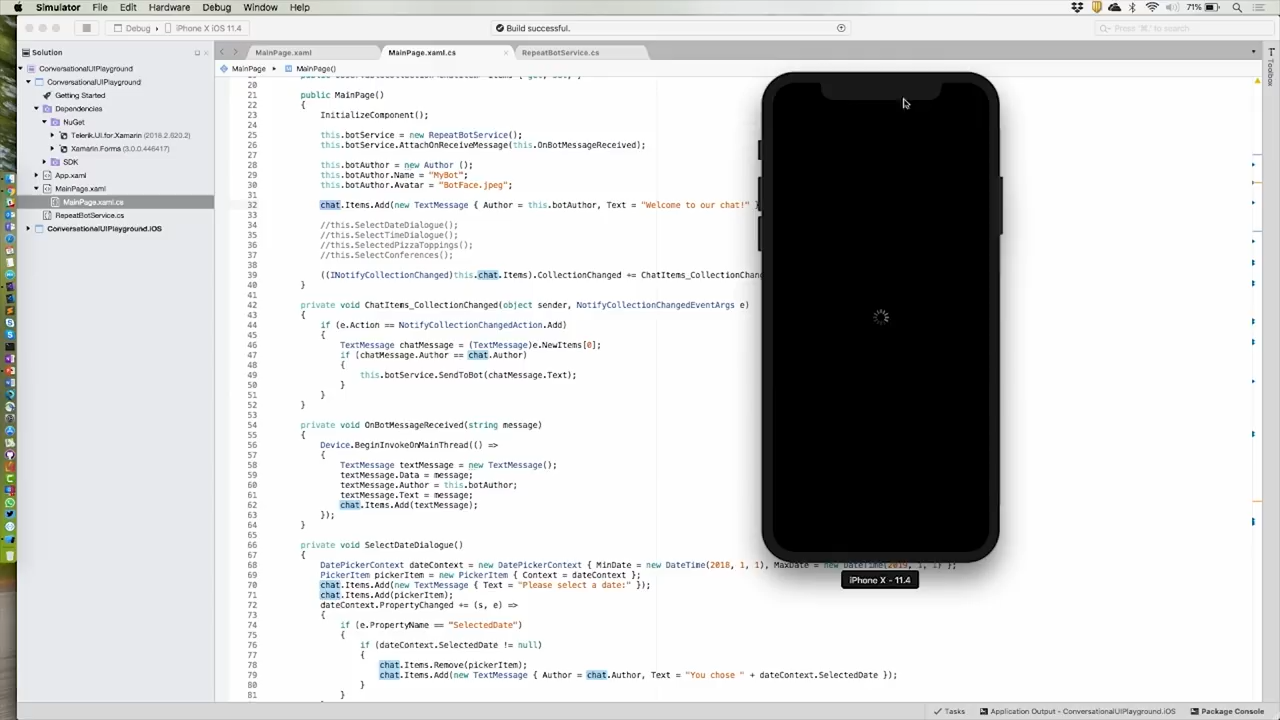 Simulator File Edit Hardware Debug Window Help 71%
Debug iPhone X iOS 11.4 Build successful. Press '⌘.' to search
Solution
ConversationalUIPlayground
ConversationalUIPlayground
Getting Started
Dependencies
NuGet
Telerik.UI.for.Xamarin (2018.2.620.2)
Xamarin.Forms (3.0.0.446417)
SDK
App.xaml
MainPage.xaml
MainPage.xaml.cs
RepeatBotService.cs
ConversationalUIPlayground.iOS
MainPage.xaml MainPage.xaml.cs RepeatBotService.cs
MainPage MainPage()
Toolbox
20
21 public MainPage()
22 {
23 InitializeComponent();
24
25 this.botService = new RepeatBotService();
26 this.botService.AttachOnReceiveMessage(this.OnBotMessageReceived);
27
28 this.botAuthor = new Author ();
29 this.botAuthor.Name = "MyBot";
30 this.botAuthor.Avatar = "BotFace.jpeg";
31
32 chat.Items.Add(new TextMessage { Author = this.botAuthor, Text = "Welcome to our chat!" }
33
34 //this.SelectDateDialogue();
35 //this.SelectTimeDialogue();
36 //this.SelectedPizzaToppings();
37 //this.SelectConferences();
38
39 ((INotifyCollectionChanged)this.chat.Items).CollectionChanged += ChatItems_CollectionChan
40 }
41
42 private void ChatItems_CollectionChanged(object sender, NotifyCollectionChangedEventArgs e)
43 {
44 if (e.Action == NotifyCollectionChangedAction.Add)
45 {
46 TextMessage chatMessage = (TextMessage)e.NewItems[0];
47 if (chatMessage.Author == chat.Author)
48 {
49 this.botService.SendToBot(chatMessage.Text);
50 }
51 }
52 }
53
54 private void OnBotMessageReceived(string message)
55 {
56 Device.BeginInvokeOnMainThread(() =>
57 {
58 TextMessage textMessage = new TextMessage();
59 textMessage.Data = message;
60 textMessage.Author = this.botAuthor;
61 textMessage.Text = message;
62 chat.Items.Add(textMessage);
63 });
64 }
65
66 private void SelectDateDialogue()
67 {
68 DatePickerContext dateContext = new DatePickerContext { MinDate = new DateTime(2018, 1, 1), MaxDate = new DateTime(2019, 1, 1) };
69 PickerItem pickerItem = new PickerItem { Context = dateContext };
70 chat.Items.Add(new TextMessage { Text = "Please select a date:" });
71 chat.Items.Add(pickerItem);
72 dateContext.PropertyChanged += (s, e) =>
73 {
74 if (e.PropertyName == "SelectedDate")
75 {
76 if (dateContext.SelectedDate != null)
77 {
78 chat.Items.Remove(pickerItem);
79 chat.Items.Add(new TextMessage { Author = chat.Author, Text = "You chose " + dateContext.SelectedDate });
80 }
81 }
iPhone X - 11.4
Tasks Application Output - ConversationalUIPlayground.iOS Package Console